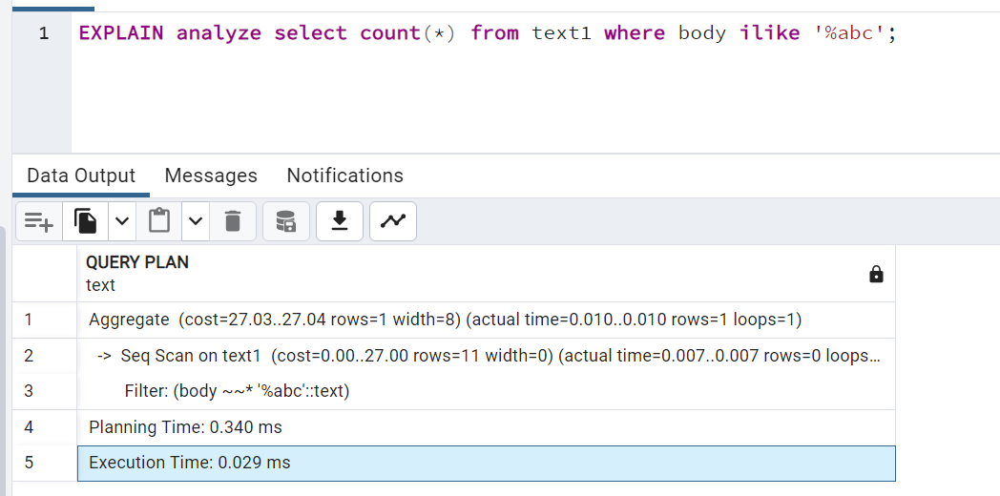 1 EXPLAIN analyze select count(*) from text1 where body ilike '%abc';
Data Output Messages Notifications
QUERY PLAN
text
1 Aggregate (cost=27.03..27.04 rows=1 width=8) (actual time=0.010..0.010 rows=1 loops=1)
2 -> Seq Scan on text1 (cost=0.00..27.00 rows=11 width=0) (actual time=0.007..0.007 rows=0 loops...
3 Filter: (body ~~* '%abc'::text)
4 Planning Time: 0.340 ms
5 Execution Time: 0.029 ms